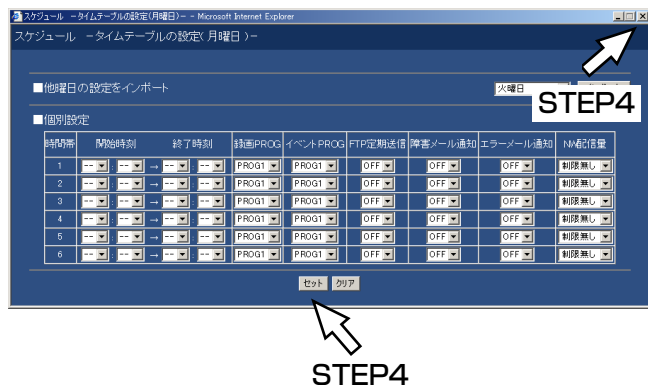 スケジュール －タイムテーブルの設定(月曜日)－ - Microsoft Internet Explorer
スケジュール －タイムテーブルの設定( 月曜日 )－
■他曜日の設定をインポート 火曜日
STEP4
■個別設定
時間帯 開始時刻 終了時刻 録画PROG イベントPROG FTP定期送信 障害メール通知 エラーメール通知 NW配信量
1 -- : -- → -- : -- PROG1 PROG1 OFF OFF OFF 制限無し
2 -- : -- → -- : -- PROG1 PROG1 OFF OFF OFF 制限無し
3 -- : -- → -- : -- PROG1 PROG1 OFF OFF OFF 制限無し
4 -- : -- → -- : -- PROG1 PROG1 OFF OFF OFF 制限無し
5 -- : -- → -- : -- PROG1 PROG1 OFF OFF OFF 制限無し
6 -- : -- → -- : -- PROG1 PROG1 OFF OFF OFF 制限無し
セット クリア
STEP4